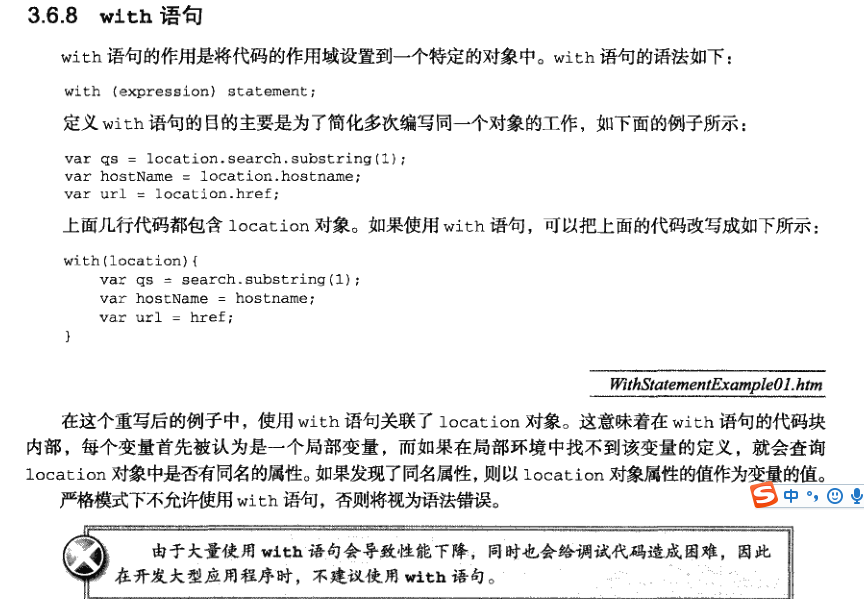 3.6.8 with 语句
with 语句的作用是将代码的作用域设置到一个特定的对象中。with 语句的语法如下：
with (expression) statement;
定义 with 语句的目的主要是为了简化多次编写同一个对象的工作，如下面的例子所示：
var qs = location.search.substring(1);
var hostName = location.hostname;
var url = location.href;
上面几行代码都包含 location 对象。如果使用 with 语句，可以把上面的代码改写成如下所示：
with(location){
    var qs = search.substring(1);
    var hostName = hostname;
    var url = href;
}
WithStatementExample01.htm
在这个重写后的例子中，使用 with 语句关联了 location 对象。这意味着在 with 语句的代码块
内部，每个变量首先被认为是一个局部变量，而如果在局部环境中找不到该变量的定义，就会查询
location 对象中是否有同名的属性。如果发现了同名属性，则以 location 对象属性的值作为变量的值。
严格模式下不允许使用 with 语句，否则将视为语法错误。
S 中 °，
由于大量使用 with 语句会导致性能下降，同时也会给调试代码造成困难，因此
在开发大型应用程序时，不建议使用 with 语句。